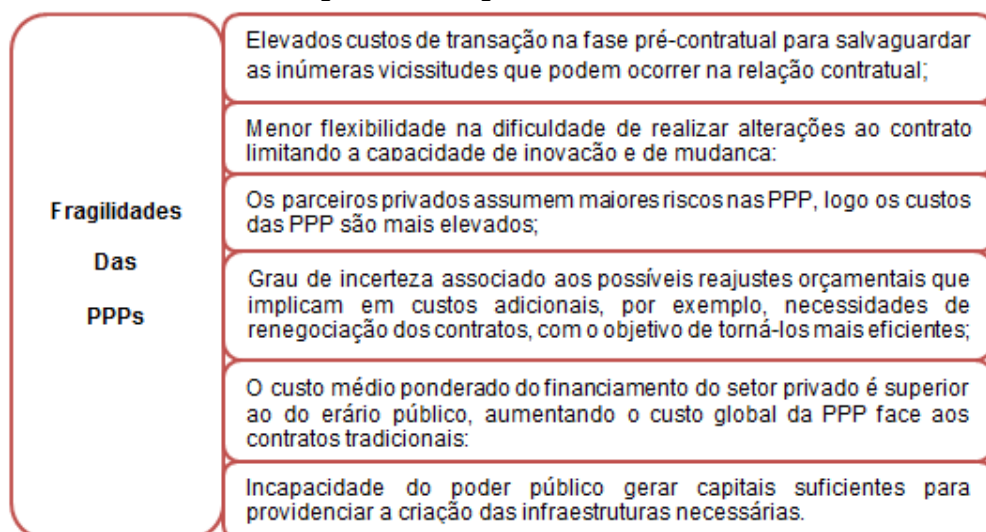 Fragilidades
Das
PPPs
Elevados custos de transação na fase pré-contratual para salvaguardar
as inúmeras vicissitudes que podem ocorrer na relação contratual;
Menor flexibilidade na dificuldade de realizar alterações ao contrato
limitando a capacidade de inovação e de mudança:
Os parceiros privados assumem maiores riscos nas PPP, logo os custos
das PPP são mais elevados;
Grau de incerteza associado aos possíveis reajustes orçamentais que
implicam em custos adicionais, por exemplo, necessidades de
renegociação dos contratos, com o objetivo de torná-los mais eficientes;
O custo médio ponderado do financiamento do setor privado é superior
ao do erário público, aumentando o custo global da PPP face aos
contratos tradicionais:
Incapacidade do poder público gerar capitais suficientes para
providenciar a criação das infraestruturas necessárias.